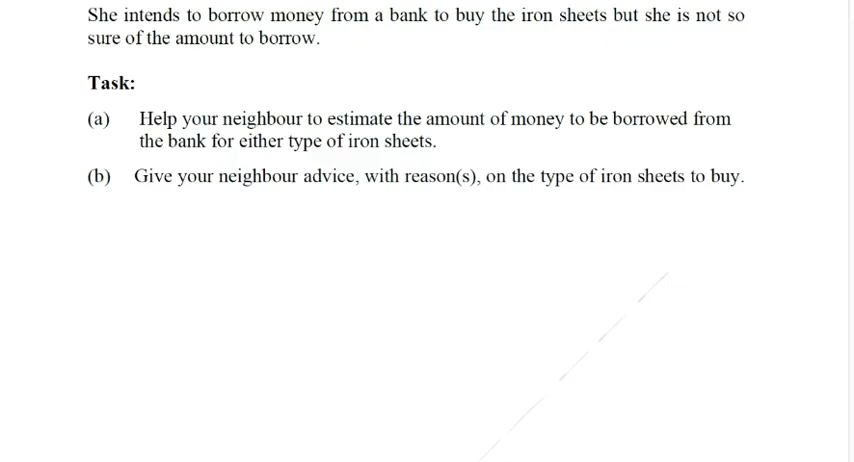 She intends to borrow money from a bank to buy the iron sheets but she is not so
sure of the amount to borrow.
Task:
(a) Help your neighbour to estimate the amount of money to be borrowed from
the bank for either type of iron sheets.
(b) Give your neighbour advice, with reason(s), on the type of iron sheets to buy.